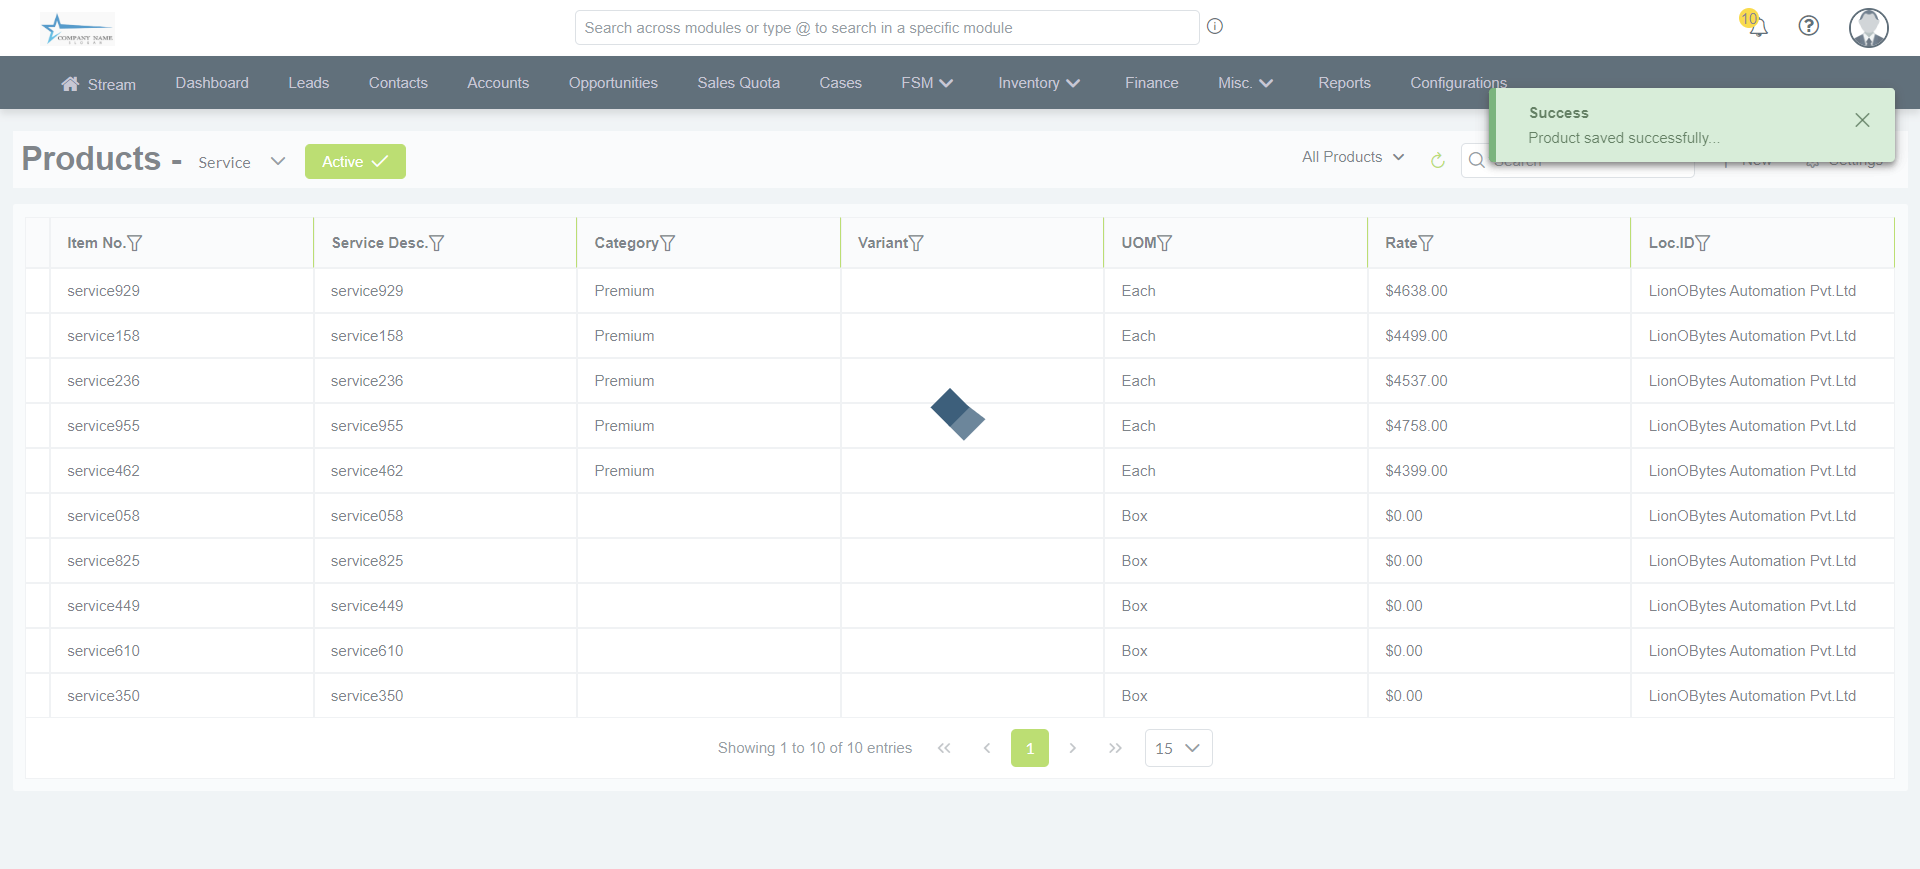 COMPANY NAME
Search across modules or type @ to search in a specific module
10
Stream Dashboard Leads Contacts Accounts Opportunities Sales Quota Cases FSM Inventory Finance Misc. Reports Configurations
Success
Product saved successfully...
Products - Service Active All Products Search New Settings
Item No. Service Desc. Category Variant UOM Rate Loc.ID
service929 service929 Premium Each $4638.00 LionOBytes Automation Pvt.Ltd
service158 service158 Premium Each $4499.00 LionOBytes Automation Pvt.Ltd
service236 service236 Premium Each $4537.00 LionOBytes Automation Pvt.Ltd
service955 service955 Premium Each $4758.00 LionOBytes Automation Pvt.Ltd
service462 service462 Premium Each $4399.00 LionOBytes Automation Pvt.Ltd
service058 service058 Box $0.00 LionOBytes Automation Pvt.Ltd
service825 service825 Box $0.00 LionOBytes Automation Pvt.Ltd
service449 service449 Box $0.00 LionOBytes Automation Pvt.Ltd
service610 service610 Box $0.00 LionOBytes Automation Pvt.Ltd
service350 service350 Box $0.00 LionOBytes Automation Pvt.Ltd
Showing 1 to 10 of 10 entries 1 15